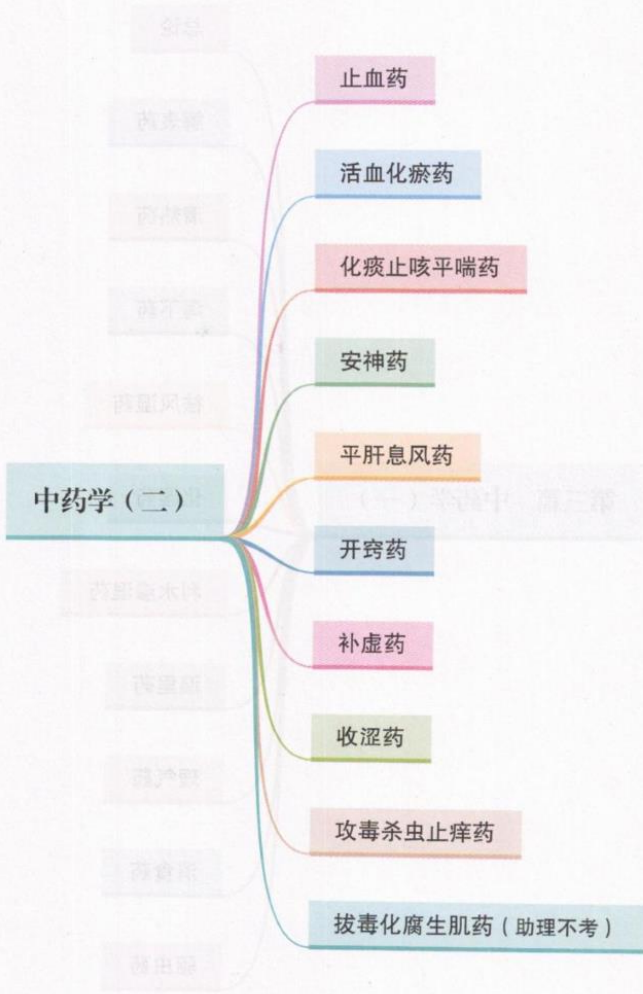 止血药
活血化瘀药
化痰止咳平喘药
安神药
平肝息风药
中药学（二）
开窍药
补虚药
收涩药
攻毒杀虫止痒药
拔毒化腐生肌药（助理不考）